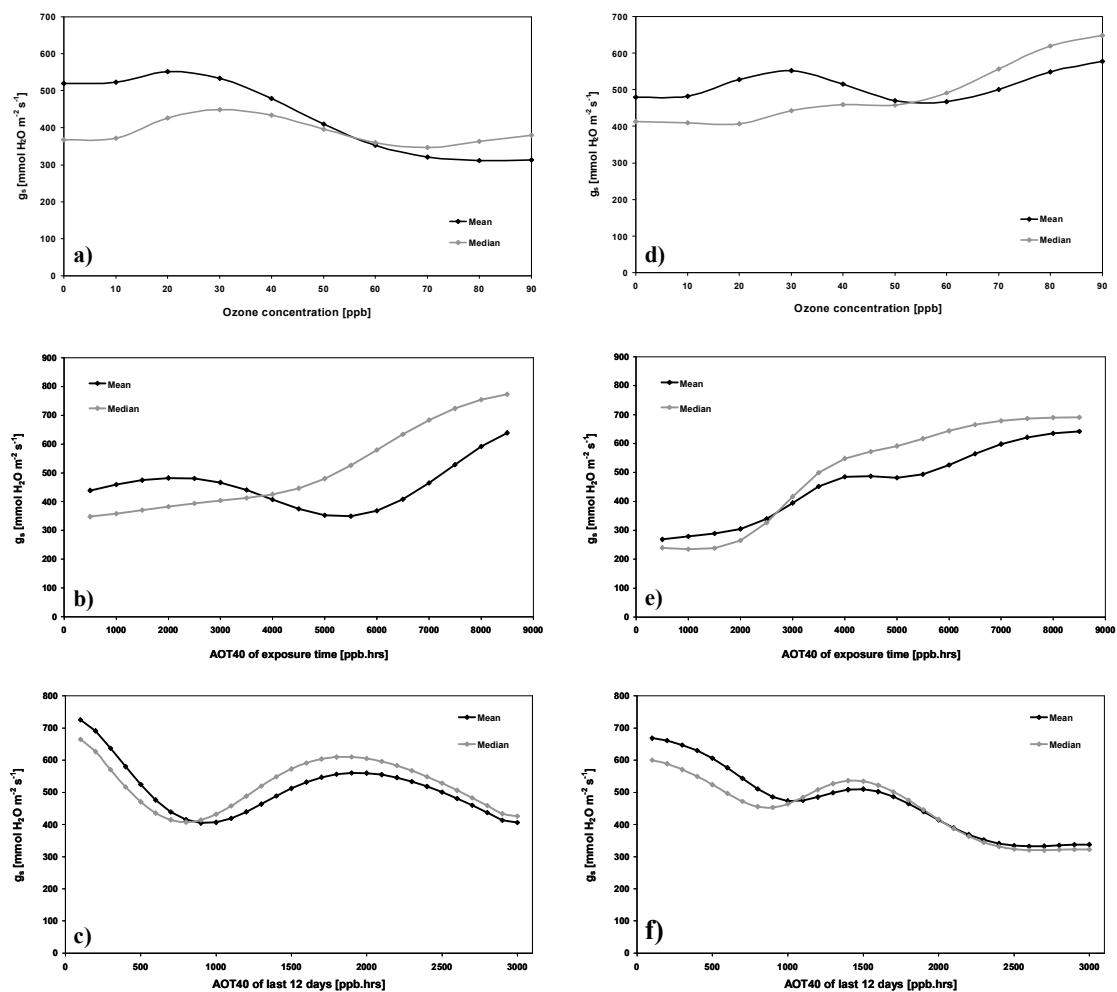 700
600
500
400
300
200
100
0
gs [mmol H2O m-2 s-1]
Mean
Median
a)
0 10 20 30 40 50 60 70 80 90
Ozone concentration [ppb]
700
600
500
400
300
200
100
0
gs [mmol H2O m-2 s-1]
Mean
Median
d)
0 10 20 30 40 50 60 70 80 90
Ozone concentration [ppb]
900
800
700
600
500
400
300
200
100
0
gs [mmol H2O m-2 s-1]
Mean
Median
b)
0 1000 2000 3000 4000 5000 6000 7000 8000 9000
AOT40 of exposure time [ppb.hrs]
900
800
700
600
500
400
300
200
100
0
gs [mmol H2O m-2 s-1]
Mean
Median
e)
0 1000 2000 3000 4000 5000 6000 7000 8000 9000
AOT40 of exposure time [ppb.hrs]
800
700
600
500
400
300
200
100
0
gs [mmol H2O m-2 s-1]
Mean
Median
c)
0 500 1000 1500 2000 2500 3000
AOT40 of last 12 days [ppb.hrs]
800
700
600
500
400
300
200
100
0
gs [mmol H2O m-2 s-1]
Mean
Median
f)
0 500 1000 1500 2000 2500 3000
AOT40 of last 12 days [ppb.hrs]